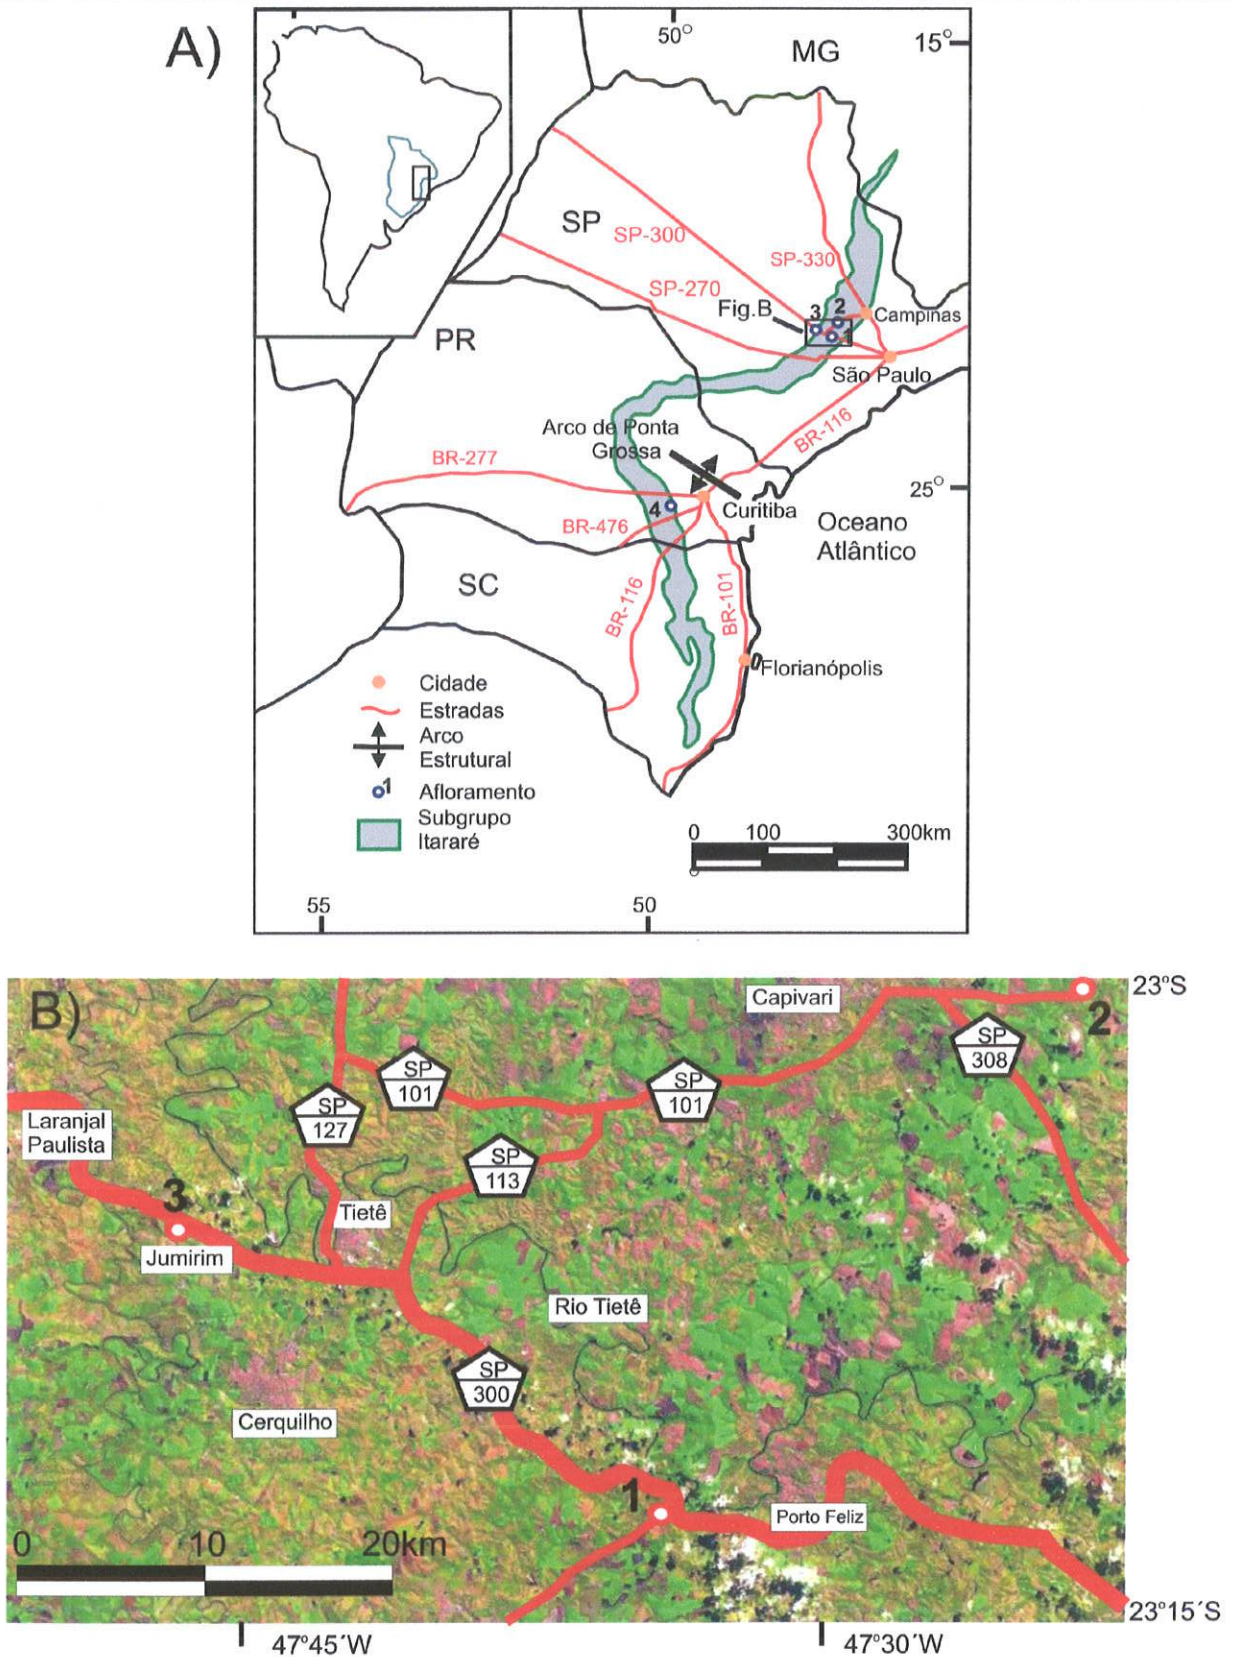 A)
50°
MG
15°
SP
SP-300
SP-330
SP-270
Fig.B
3
2
1
Campinas
PR
São Paulo
Arco de Ponta
Grossa
BR-116
BR-277
25°
4
Curitiba
BR-476
Oceano
Atlântico
SC
BR-116
BR-101
Florianópolis
Cidade
Estradas
Arco
Estrutural
1
Afloramento
Subgrupo
Itararé
0 100 300km
55
50
B)
Capivari
23°S
2
SP
308
SP
101
SP
101
SP
127
Laranjal
Paulista
SP
113
3
Tietê
Jumirim
Rio Tietê
SP
300
Cerquilho
1
Porto Feliz
0 10 20km
23°15´S
47°45´W
47°30´W